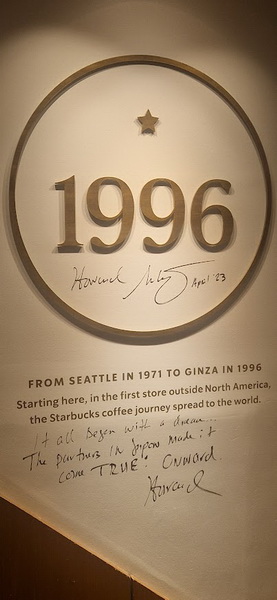 1996
Howard Schultz April '23
FROM SEATTLE IN 1971 TO GINZA IN 1996
Starting here, in the first store outside North America,
the Starbucks coffee journey spread to the world.
It all began with a dream...
The partners in Japan made it
come TRUE. Onward.
Howard